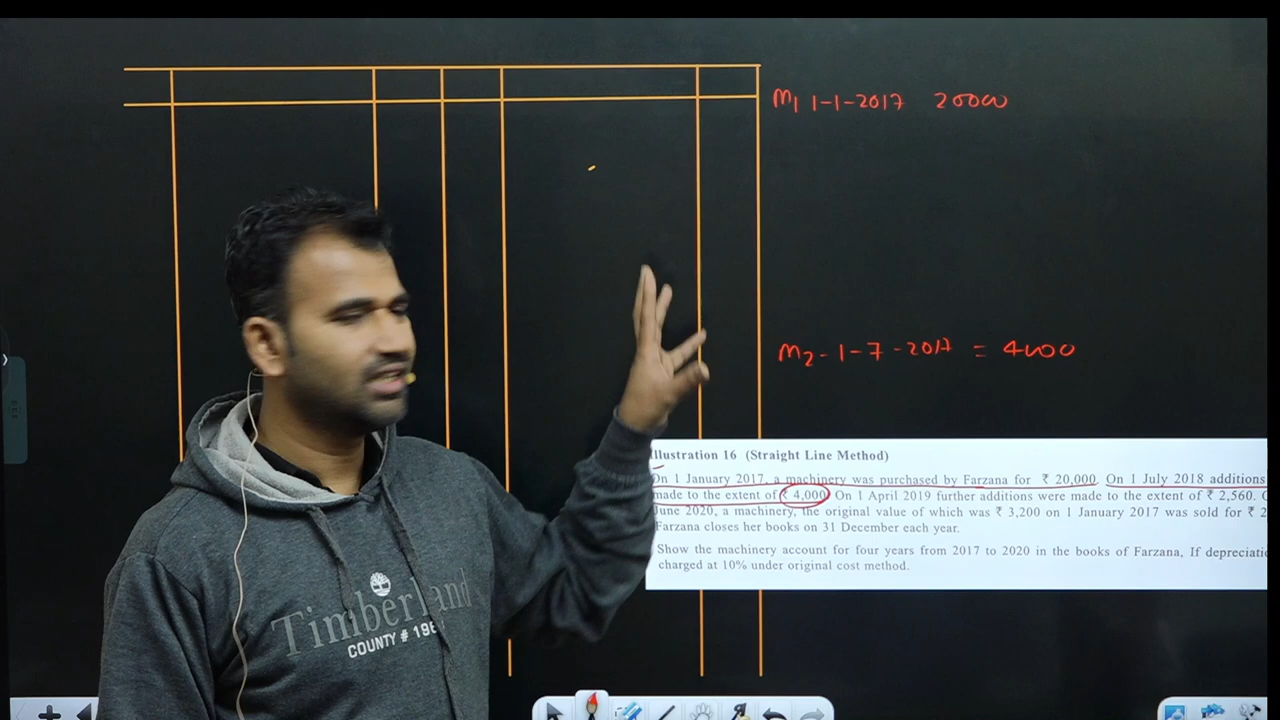 M1 1-1-2017 20000
M2 - 1-7-2017 = 4000
Illustration 16 (Straight Line Method)
On 1 January 2017, a machinery was purchased by Farzana for ₹ 20,000 On 1 July 2018 additions
made to the extent of ₹ 4,000 On 1 April 2019 further additions were made to the extent of ₹ 2,560.
June 2020, a machinery, the original value of which was ₹ 3,200 on 1 January 2017 was sold for ₹ 2
Farzana closes her books on 31 December each year.
Show the machinery account for four years from 2017 to 2020 in the books of Farzana, If depreciatio
charged at 10% under original cost method.
Timberland
COUNTY # 198